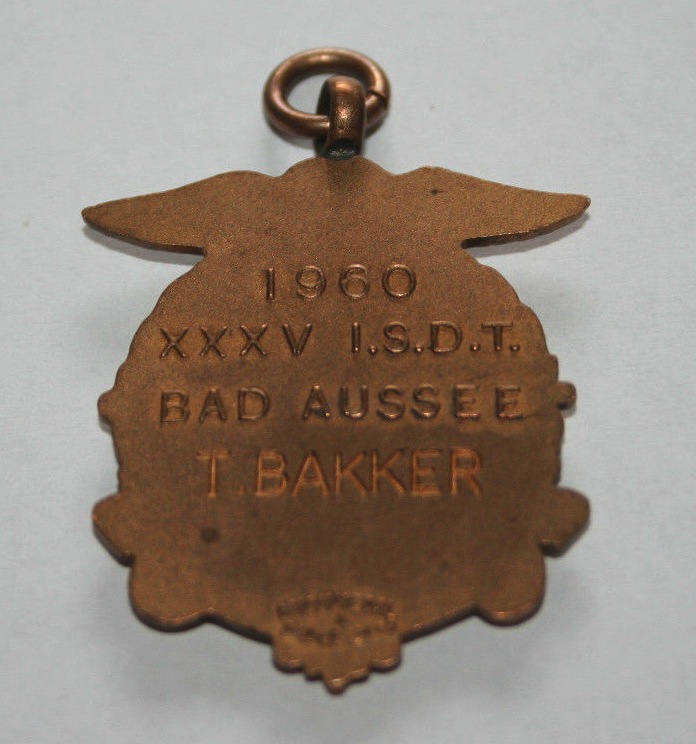 1960
XXXV I.S.D.T.
BAD AUSSEE
T. BAKKER